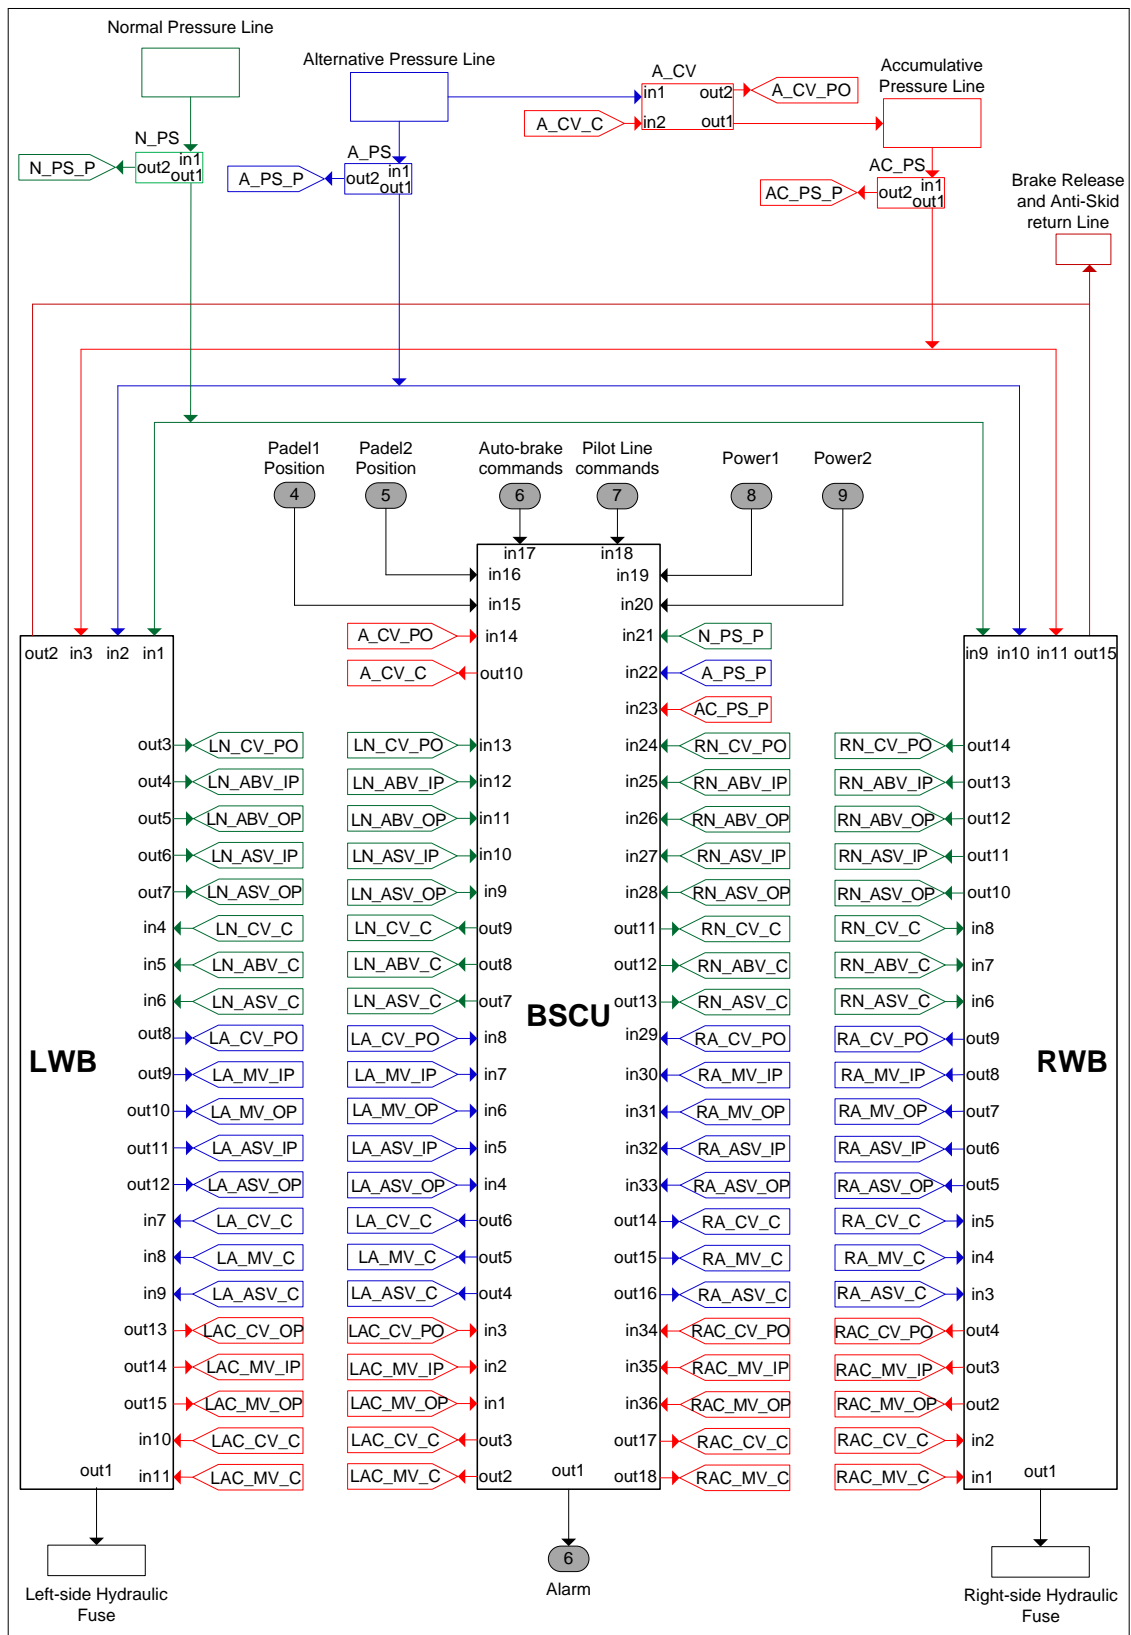 Normal Pressure Line
Alternative Pressure Line
A_CV
in1 out2
in2 out1
A_CV_PO
A_CV_C
Accumulative
Pressure Line
N_PS
in1
out2
out1
N_PS_P
A_PS
in1
out2
out1
A_PS_P
AC_PS
in1
out2
out1
AC_PS_P
Brake Release
and Anti-Skid
return Line
Padel1
Position
4
Padel2
Position
5
Auto-brake
commands
6
Pilot Line
commands
7
Power1
8
Power2
9
LWB
out2 in3 in2 in1
out3 LN_CV_PO
out4 LN_ABV_IP
out5 LN_ABV_OP
out6 LN_ASV_IP
out7 LN_ASV_OP
in4 LN_CV_C
in5 LN_ABV_C
in6 LN_ASV_C
out8 LA_CV_PO
out9 LA_MV_IP
out10 LA_MV_OP
out11 LA_ASV_IP
out12 LA_ASV_OP
in7 LA_CV_C
in8 LA_MV_C
in9 LA_ASV_C
out13 LAC_CV_OP
out14 LAC_MV_IP
out15 LAC_MV_OP
in10 LAC_CV_C
in11 LAC_MV_C
out1
Left-side Hydraulic
Fuse
BSCU
in17 in18
in16 in19
in15 in20
A_CV_PO in14 in21 N_PS_P
A_CV_C out10 in22 A_PS_P
in23 AC_PS_P
LN_CV_PO in13 in24 RN_CV_PO
LN_ABV_IP in12 in25 RN_ABV_IP
LN_ABV_OP in11 in26 RN_ABV_OP
LN_ASV_IP in10 in27 RN_ASV_IP
LN_ASV_OP in9 in28 RN_ASV_OP
LN_CV_C out9 out11 RN_CV_C
LN_ABV_C out8 out12 RN_ABV_C
LN_ASV_C out7 out13 RN_ASV_C
LA_CV_PO in8 in29 RA_CV_PO
LA_MV_IP in7 in30 RA_MV_IP
LA_MV_OP in6 in31 RA_MV_OP
LA_ASV_IP in5 in32 RA_ASV_IP
LA_ASV_OP in4 in33 RA_ASV_OP
LA_CV_C out6 out14 RA_CV_C
LA_MV_C out5 out15 RA_MV_C
LA_ASV_C out4 out16 RA_ASV_C
LAC_CV_PO in3 in34 RAC_CV_PO
LAC_MV_IP in2 in35 RAC_MV_IP
LAC_MV_OP in1 in36 RAC_MV_OP
LAC_CV_C out3 out17 RAC_CV_C
LAC_MV_C out2 out18 RAC_MV_C
out1
6
Alarm
RWB
in9 in10 in11 out15
RN_CV_PO out14
RN_ABV_IP out13
RN_ABV_OP out12
RN_ASV_IP out11
RN_ASV_OP out10
RN_CV_C in8
RN_ABV_C in7
RN_ASV_C in6
RA_CV_PO out9
RA_MV_IP out8
RA_MV_OP out7
RA_ASV_IP out6
RA_ASV_OP out5
RA_CV_C in5
RA_MV_C in4
RA_ASV_C in3
RAC_CV_PO out4
RAC_MV_IP out3
RAC_MV_OP out2
RAC_CV_C in2
RAC_MV_C in1
out1
Right-side Hydraulic
Fuse